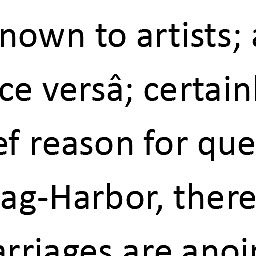 nown to artists; a
ce versâ; certainl
ef reason for que
ag-Harbor, there
arriages are anoin